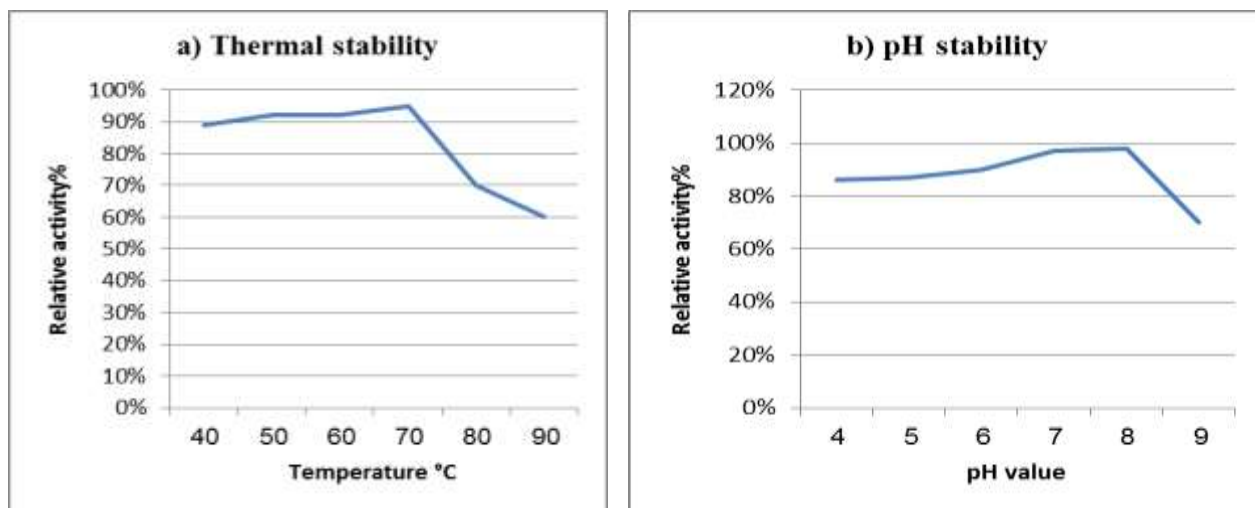 a) Thermal stability
Relative activity%
100%
90%
80%
70%
60%
50%
40%
30%
20%
10%
0%
40 50 60 70 80 90
Temperature °C
b) pH stability
Relative activity%
120%
100%
80%
60%
40%
20%
0%
4 5 6 7 8 9
pH value